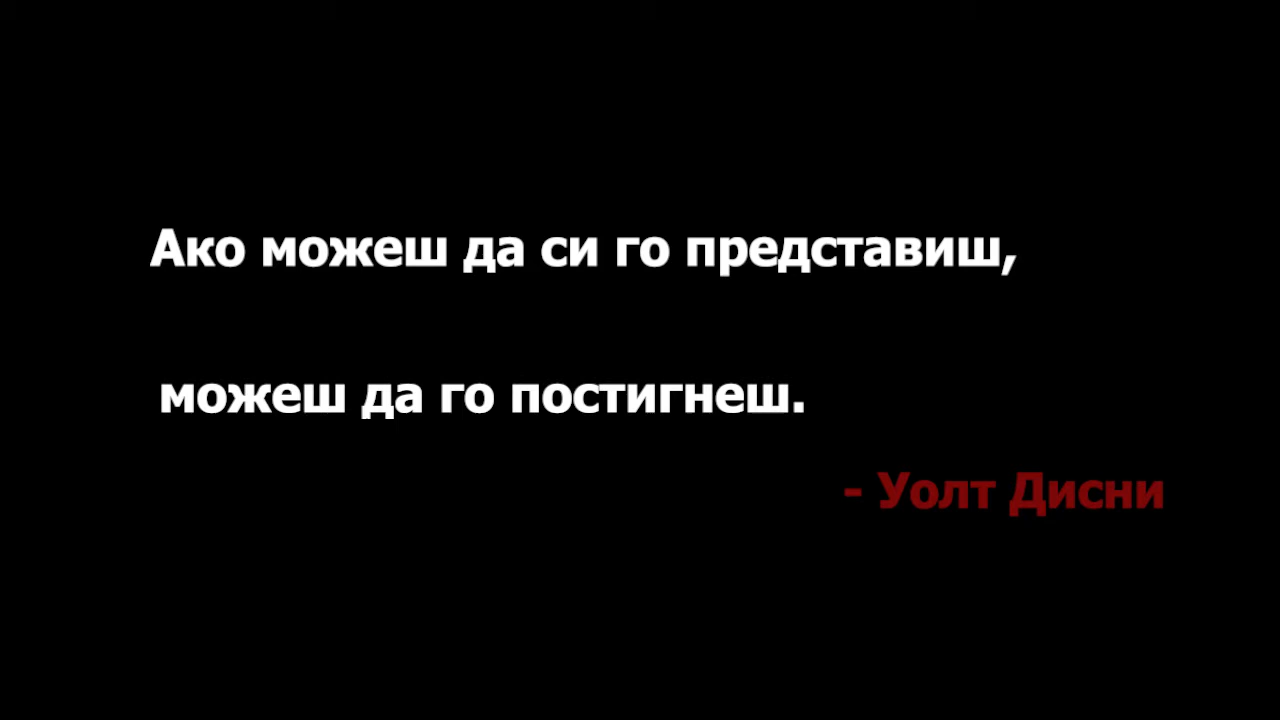 Ако можеш да си го представиш,
можеш да го постигнеш.
- Уолт Дисни